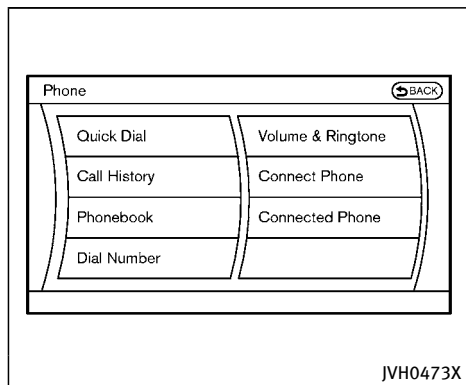 Phone
BACK
Quick Dial
Volume & Ringtone
Call History
Connect Phone
Phonebook
Connected Phone
Dial Number
JVH0473X